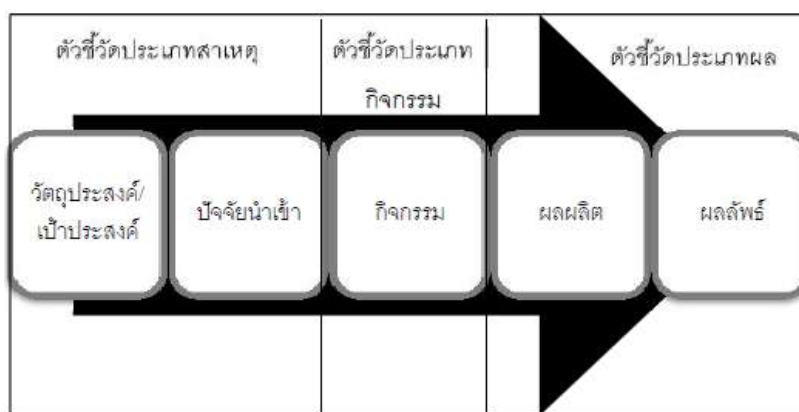 ตัวชี้วัดประเภทสาเหตุ
ตัวชี้วัดประเภท
กิจกรรม
ตัวชี้วัดประเภทผล
วัตถุประสงค์/
เป้าประสงค์
ปัจจัยนำเข้า
กิจกรรม
ผลผลิต
ผลลัพธ์